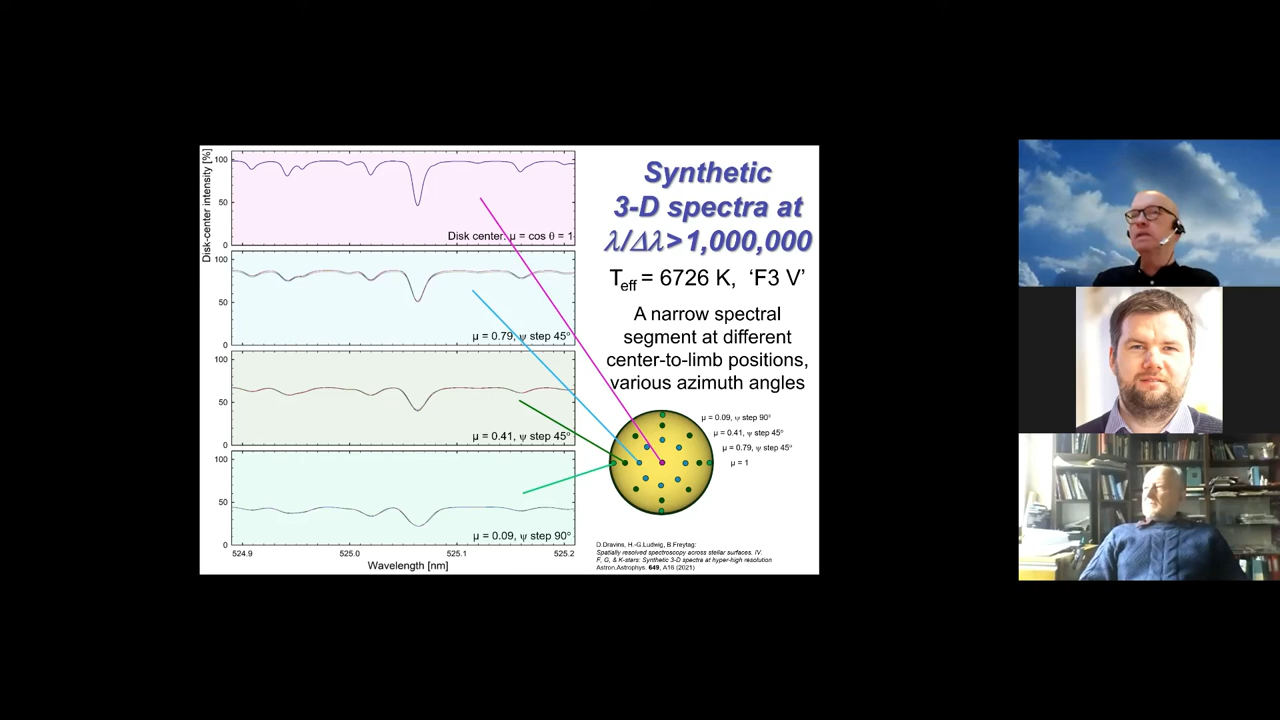 Disk-center intensity [%]
100
50
0
Disk center: μ = cos θ = 1
100
50
0
μ = 0.79, ψ step 45°
100
50
0
μ = 0.41, ψ step 45°
100
50
0
μ = 0.09, ψ step 90°
524.9
525.0
525.1
525.2
Wavelength [nm]
Synthetic
3-D spectra at
λ/Δλ>1,000,000
Teff = 6726 K, ‘F3 V’
A narrow spectral
segment at different
center-to-limb positions,
various azimuth angles
μ = 0.09, ψ step 90°
μ = 0.41, ψ step 45°
μ = 0.79, ψ step 45°
μ = 1
D.Dravins, H.-G.Ludwig, B.Freytag:
Spatially resolved spectroscopy across stellar surfaces. IV.
F, G, & K-stars: Synthetic 3-D spectra at hyper-high resolution
Astron.Astrophys. 649, A16 (2021)